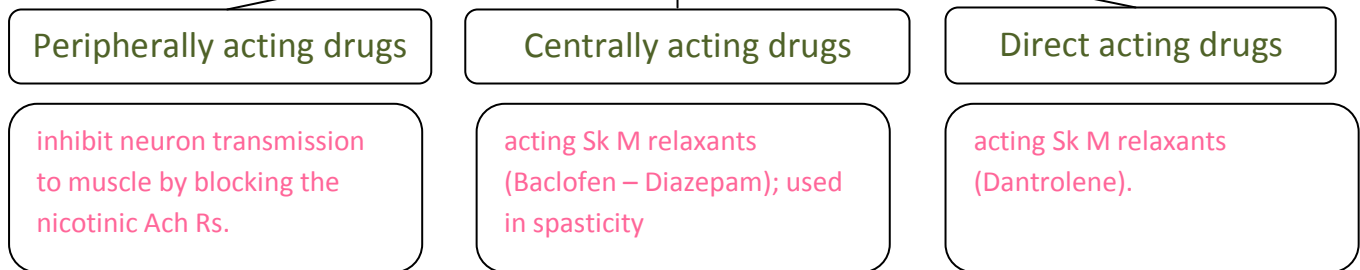 Peripherally acting drugs
Centrally acting drugs
Direct acting drugs
inhibit neuron transmission
to muscle by blocking the
nicotinic Ach Rs.
acting Sk M relaxants
(Baclofen – Diazepam); used
in spasticity
acting Sk M relaxants
(Dantrolene).